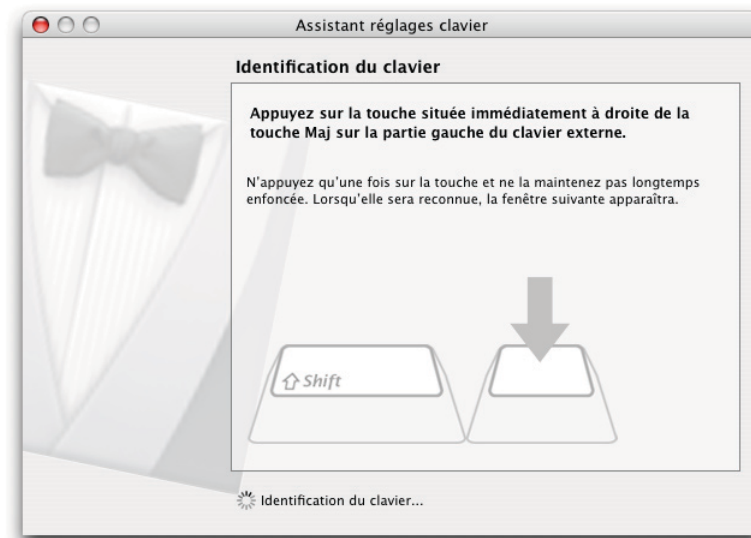 Assistant réglages clavier
Identification du clavier
Appuyez sur la touche située immédiatement à droite de la
touche Maj sur la partie gauche du clavier externe.
N'appuyez qu'une fois sur la touche et ne la maintenez pas longtemps
enfoncée. Lorsqu'elle sera reconnue, la fenêtre suivante apparaîtra.
Shift
Identification du clavier...